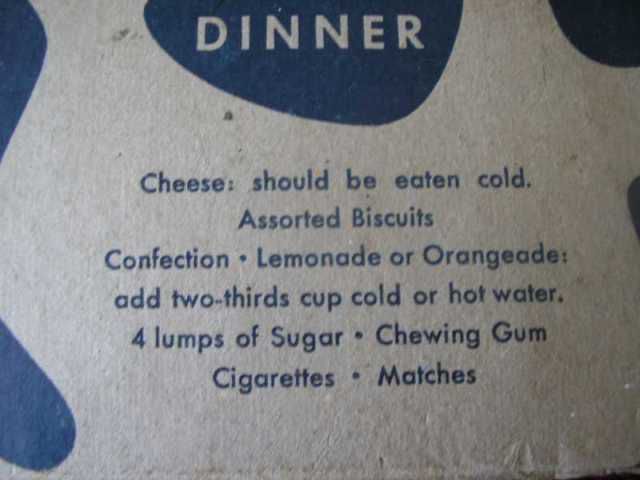 DINNER
Cheese: should be eaten cold.
Assorted Biscuits
Confection • Lemonade or Orangeade:
add two-thirds cup cold or hot water.
4 lumps of Sugar • Chewing Gum
Cigarettes • Matches